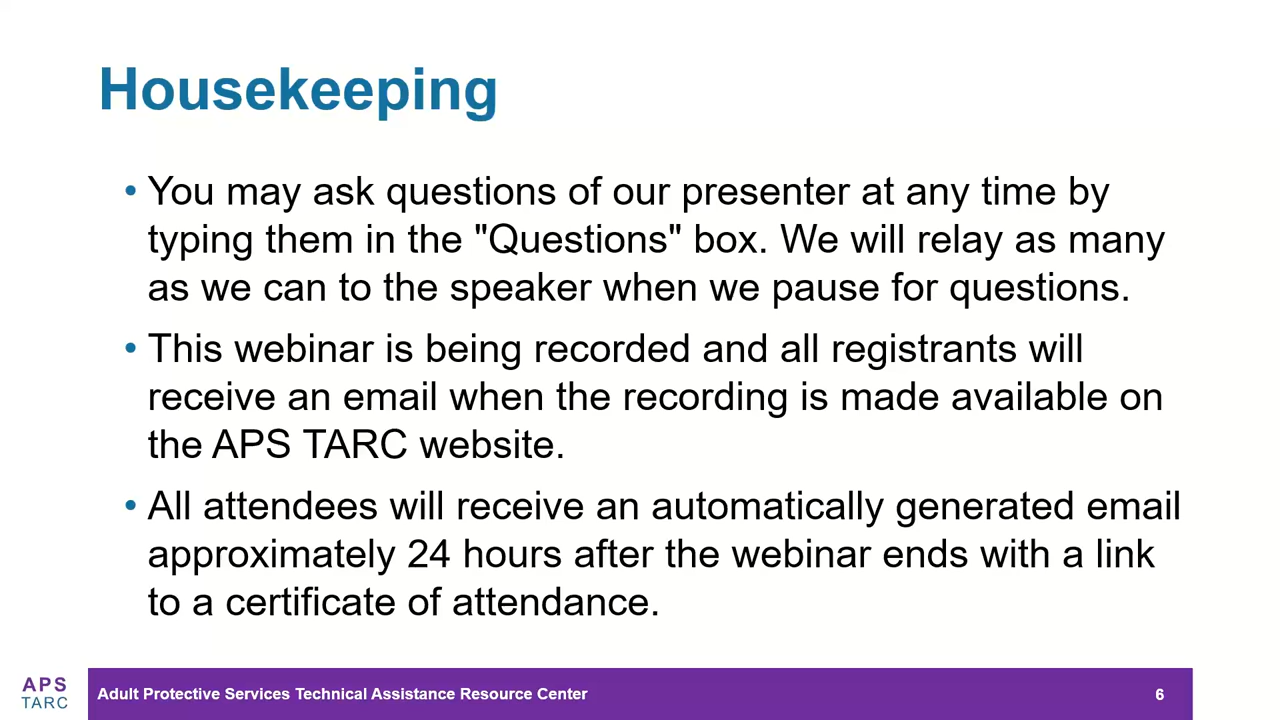 Housekeeping
• You may ask questions of our presenter at any time by
typing them in the "Questions" box. We will relay as many
as we can to the speaker when we pause for questions.
• This webinar is being recorded and all registrants will
receive an email when the recording is made available on
the APS TARC website.
• All attendees will receive an automatically generated email
approximately 24 hours after the webinar ends with a link
to a certificate of attendance.
APS
TARC
Adult Protective Services Technical Assistance Resource Center
6